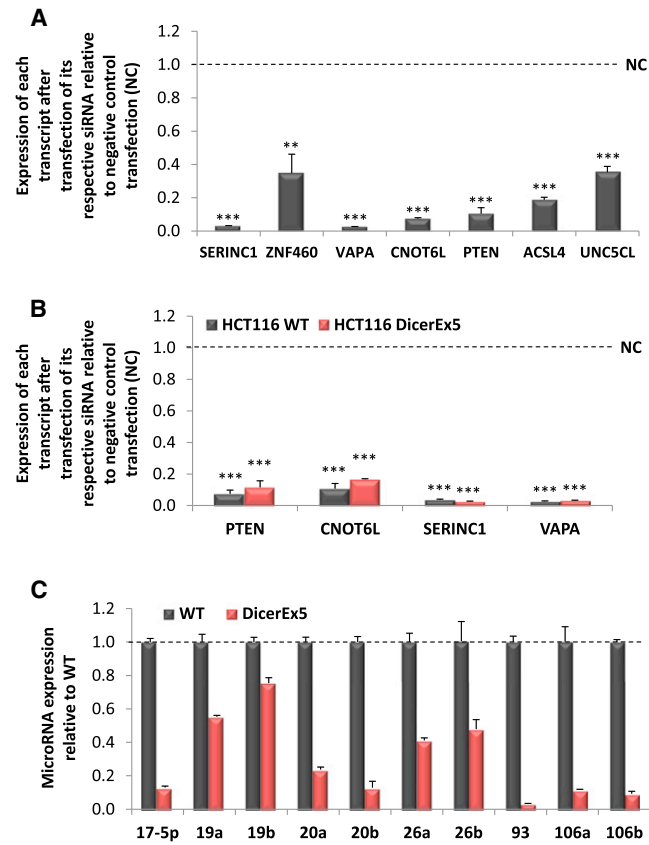 A
Expression of each
transcript after
transfection of its
respective siRNA relative
to negative control
transfection (NC)
1.2
1.0
0.8
0.6
0.4
0.2
0.0
NC
***
**
***
***
***
***
***
SERINC1 ZNF460 VAPA CNOT6L PTEN ACSL4 UNC5CL
B
Expression of each
transcript after
transfection of its
respective siRNA relative
to negative control
transfection (NC)
1.2
1.0
0.8
0.6
0.4
0.2
0.0
HCT116 WT HCT116 DicerEx5
NC
*** *** *** *** *** *** *** ***
PTEN CNOT6L SERINC1 VAPA
C
MicroRNA expression
relative to WT
1.2
1.0
0.8
0.6
0.4
0.2
0.0
WT DicerEx5
17-5p 19a 19b 20a 20b 26a 26b 93 106a 106b